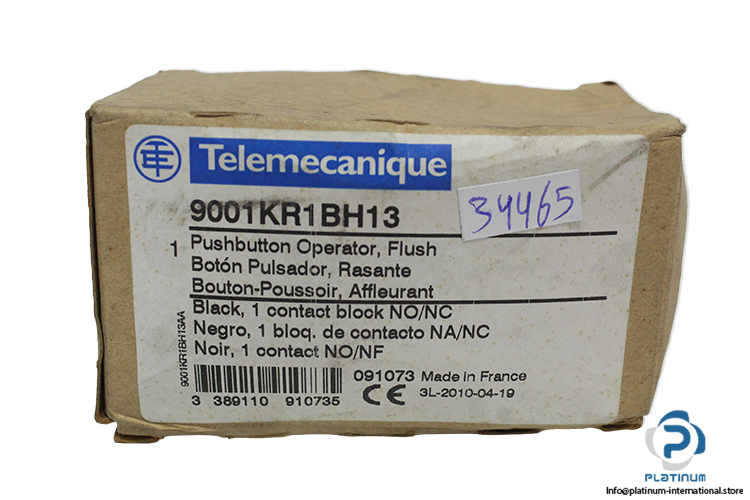 Telemecanique
9001KR1BH13
34465
1 Pushbutton Operator, Flush
Botón Pulsador, Rasante
Bouton-Poussoir, Affleurant
Black, 1 contact block NO/NC
Negro, 1 bloq. de contacto NA/NC
Noir, 1 contact NO/NF
9001KR1BH13AA
091073 Made in France
3 389110 910735
CE 3L-2010-04-19
PLATINUM
Info@platinum-international.store